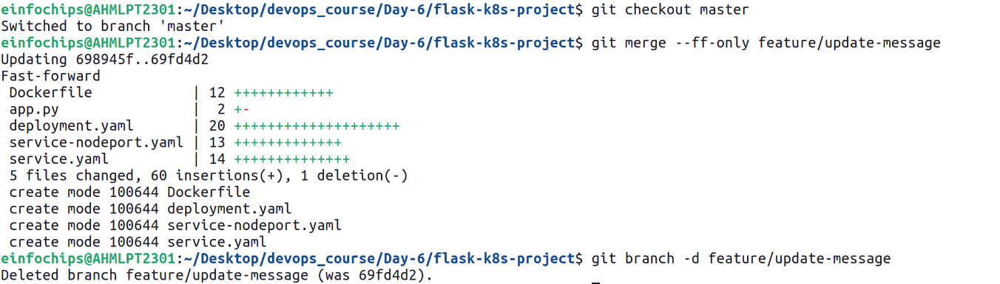 einfochips@AHMLPT2301:~/Desktop/devops_course/Day-6/flask-k8s-project$ git checkout master
Switched to branch 'master'
einfochips@AHMLPT2301:~/Desktop/devops_course/Day-6/flask-k8s-project$ git merge --ff-only feature/update-message
Updating 698945f..69fd4d2
Fast-forward
 Dockerfile            | 12 ++++++++++++
 app.py                |  2 +-
 deployment.yaml       | 20 ++++++++++++++++++++
 service-nodeport.yaml | 13 +++++++++++++
 service.yaml          | 14 ++++++++++++++
 5 files changed, 60 insertions(+), 1 deletion(-)
 create mode 100644 Dockerfile
 create mode 100644 deployment.yaml
 create mode 100644 service-nodeport.yaml
 create mode 100644 service.yaml
einfochips@AHMLPT2301:~/Desktop/devops_course/Day-6/flask-k8s-project$ git branch -d feature/update-message
Deleted branch feature/update-message (was 69fd4d2).